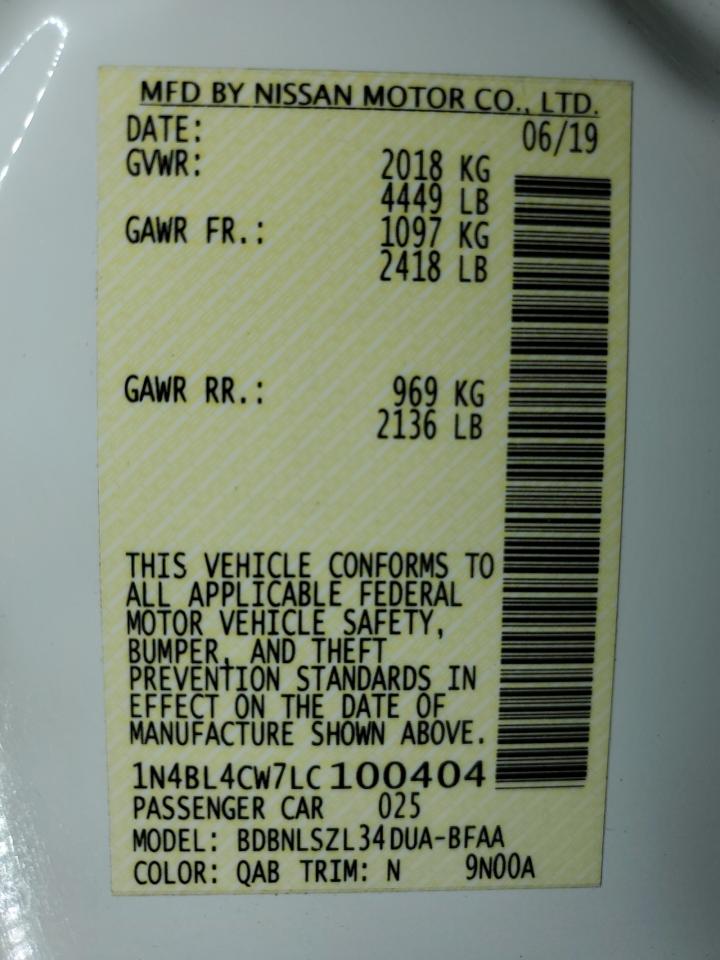 MFD BY NISSAN MOTOR CO., LTD.
DATE: 06/19
GVWR: 2018 KG
4449 LB
GAWR FR.: 1097 KG
2418 LB
GAWR RR.: 969 KG
2136 LB
THIS VEHICLE CONFORMS TO
ALL APPLICABLE FEDERAL
MOTOR VEHICLE SAFETY,
BUMPER, AND THEFT
PREVENTION STANDARDS IN
EFFECT ON THE DATE OF
MANUFACTURE SHOWN ABOVE.
1N4BL4CW7LC100404
PASSENGER CAR 025
MODEL: BDBNLSZL34DUA-BFAA
COLOR: QAB TRIM: N 9N00A